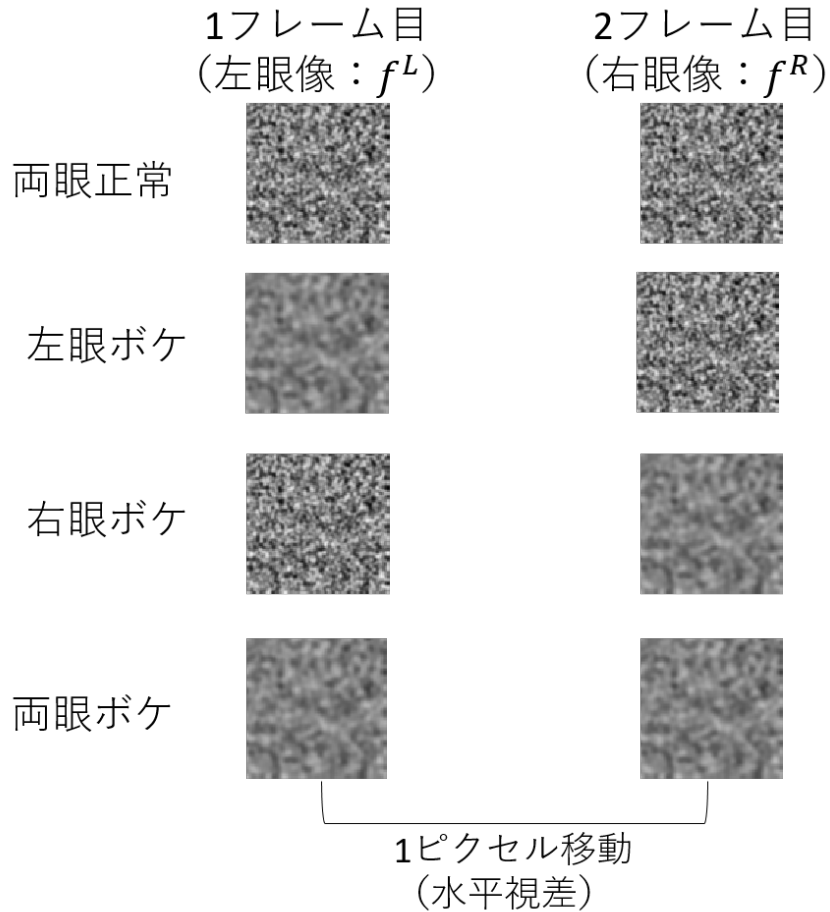 1フレーム目
（左眼像：f^L）
2フレーム目
（右眼像：f^R）
両眼正常
左眼ボケ
右眼ボケ
両眼ボケ
1ピクセル移動
（水平視差）